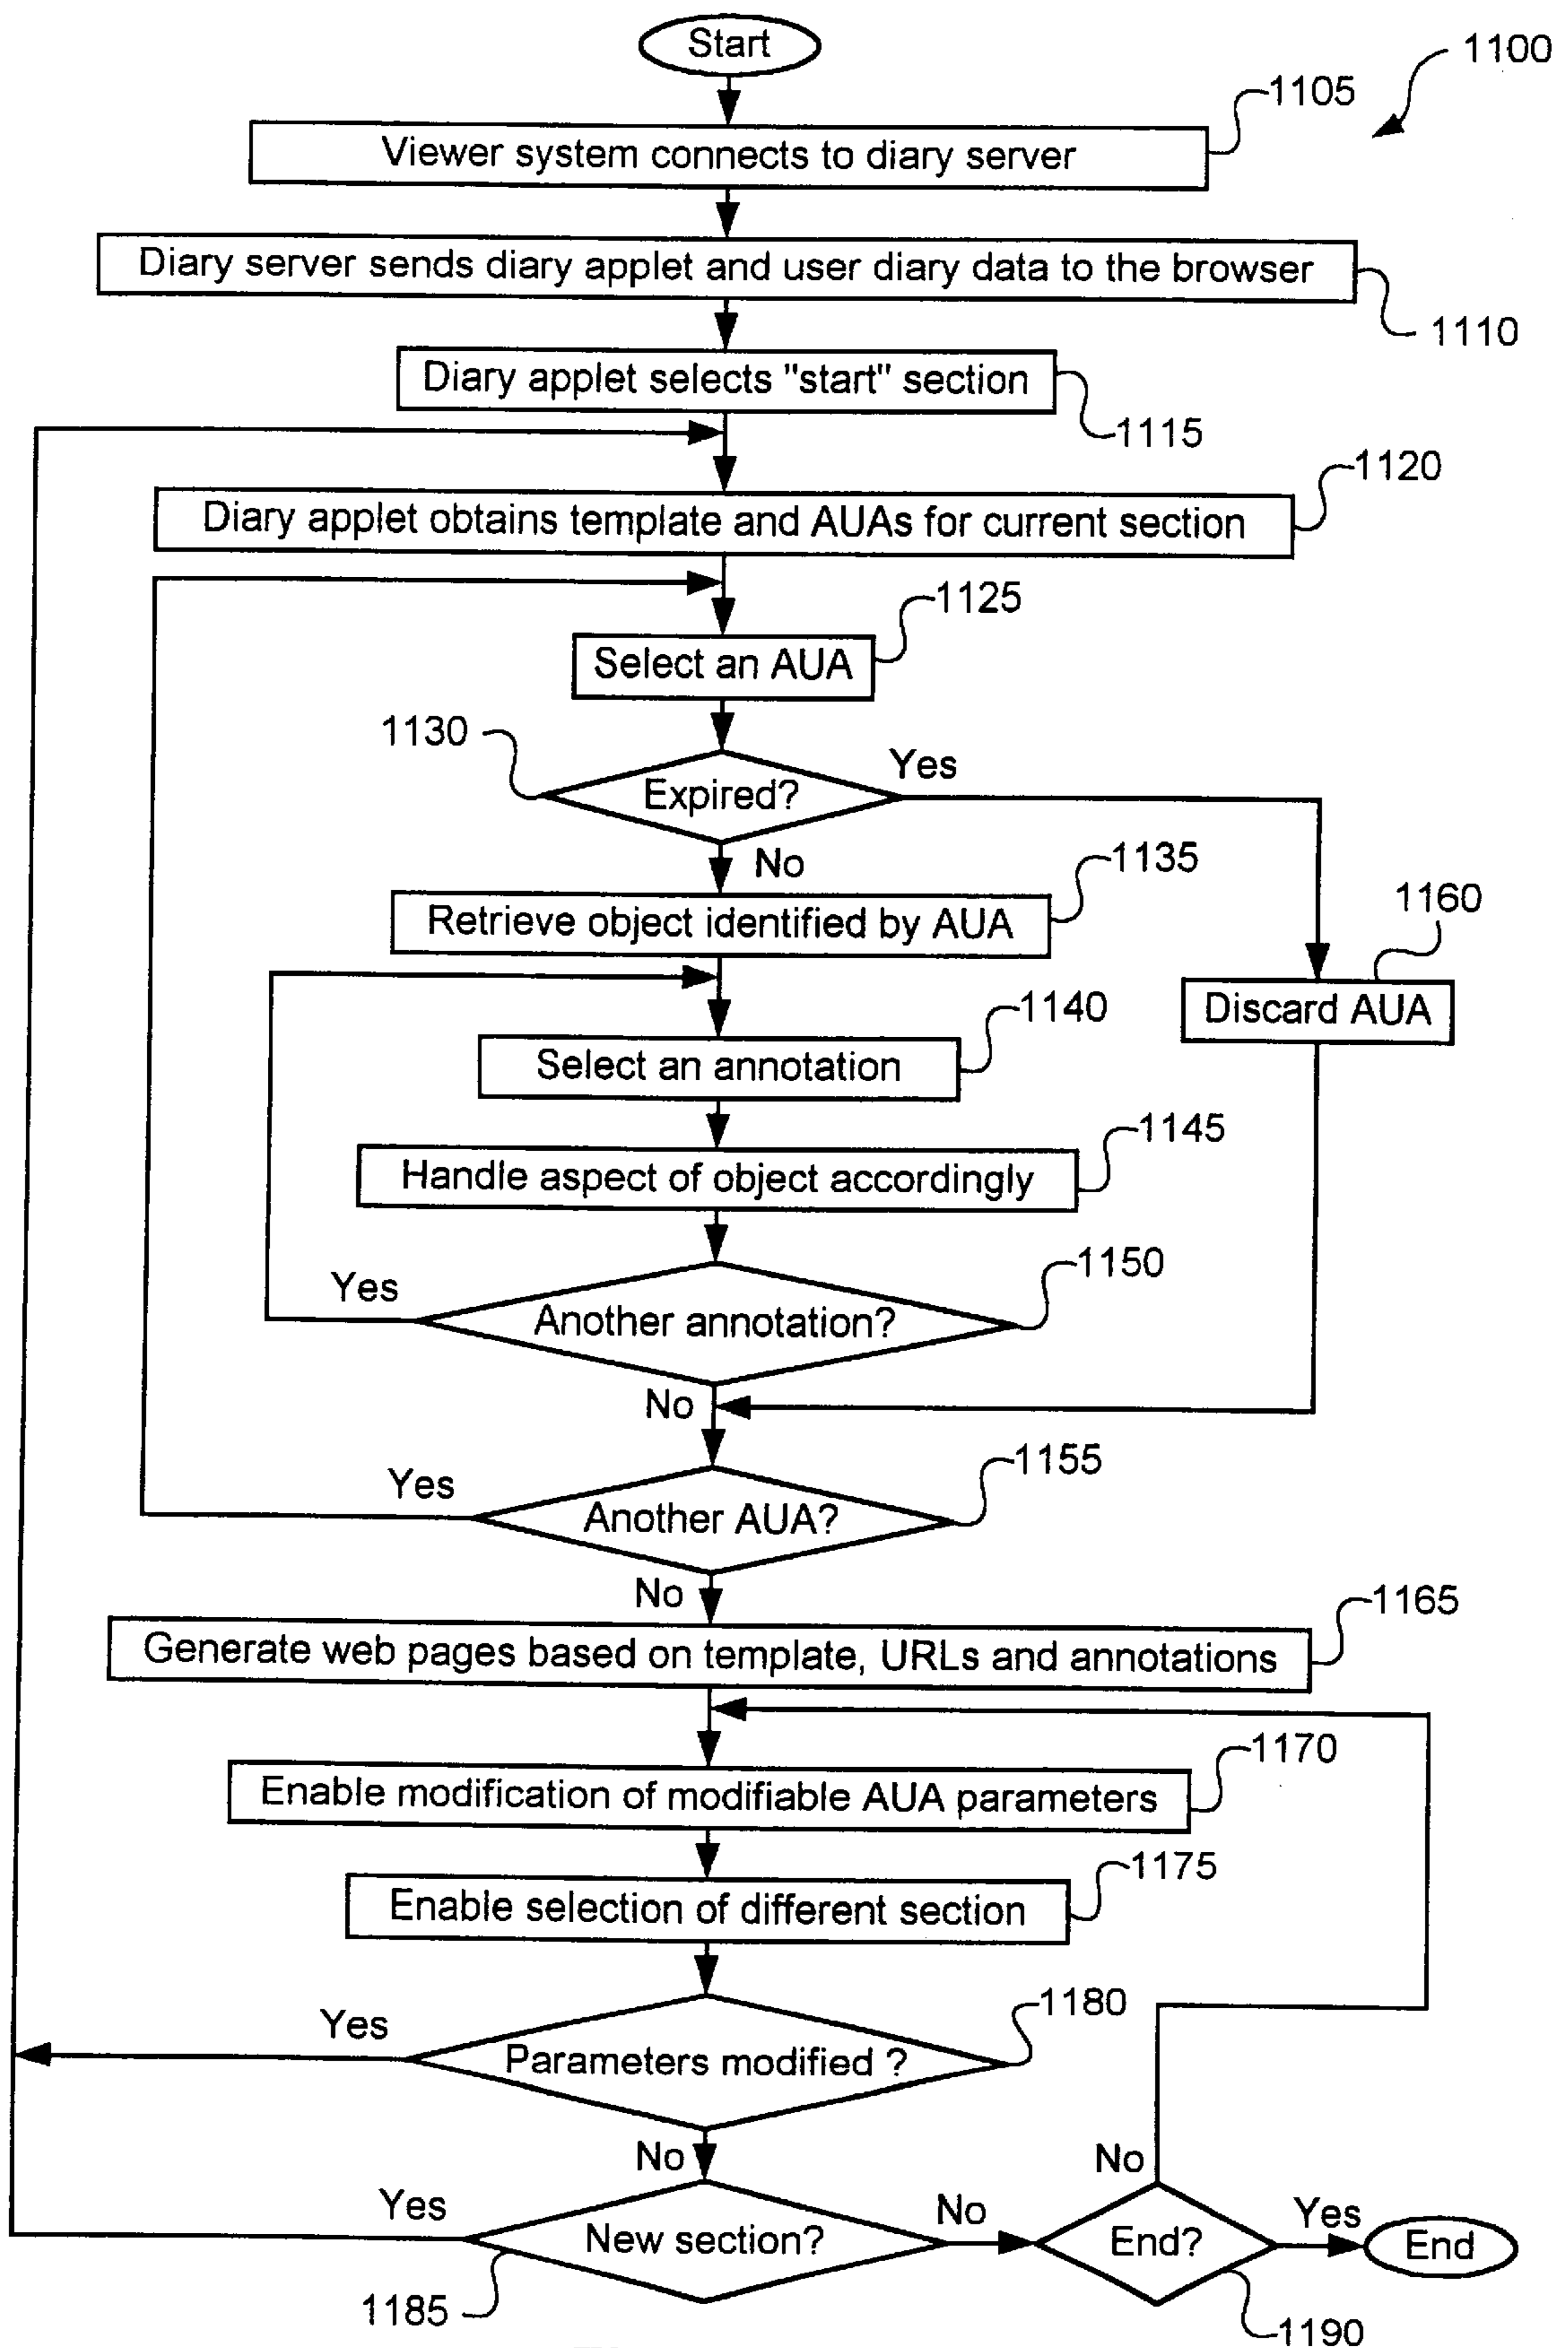 Start
1100
1105
Viewer system connects to diary server
Diary server sends diary applet and user diary data to the browser
1110
Diary applet selects "start" section
1115
1120
Diary applet obtains template and AUAs for current section
1125
Select an AUA
1130
Yes
Expired?
No
1135
1160
Retrieve object identified by AUA
1140
Discard AUA
Select an annotation
1145
Handle aspect of object accordingly
1150
Yes
Another annotation?
No
1155
Yes
Another AUA?
No
1165
Generate web pages based on template, URLs and annotations
1170
Enable modification of modifiable AUA parameters
1175
Enable selection of different section
1180
Yes
Parameters modified ?
No
No
Yes
No
Yes
New section?
End?
End
1185
1190